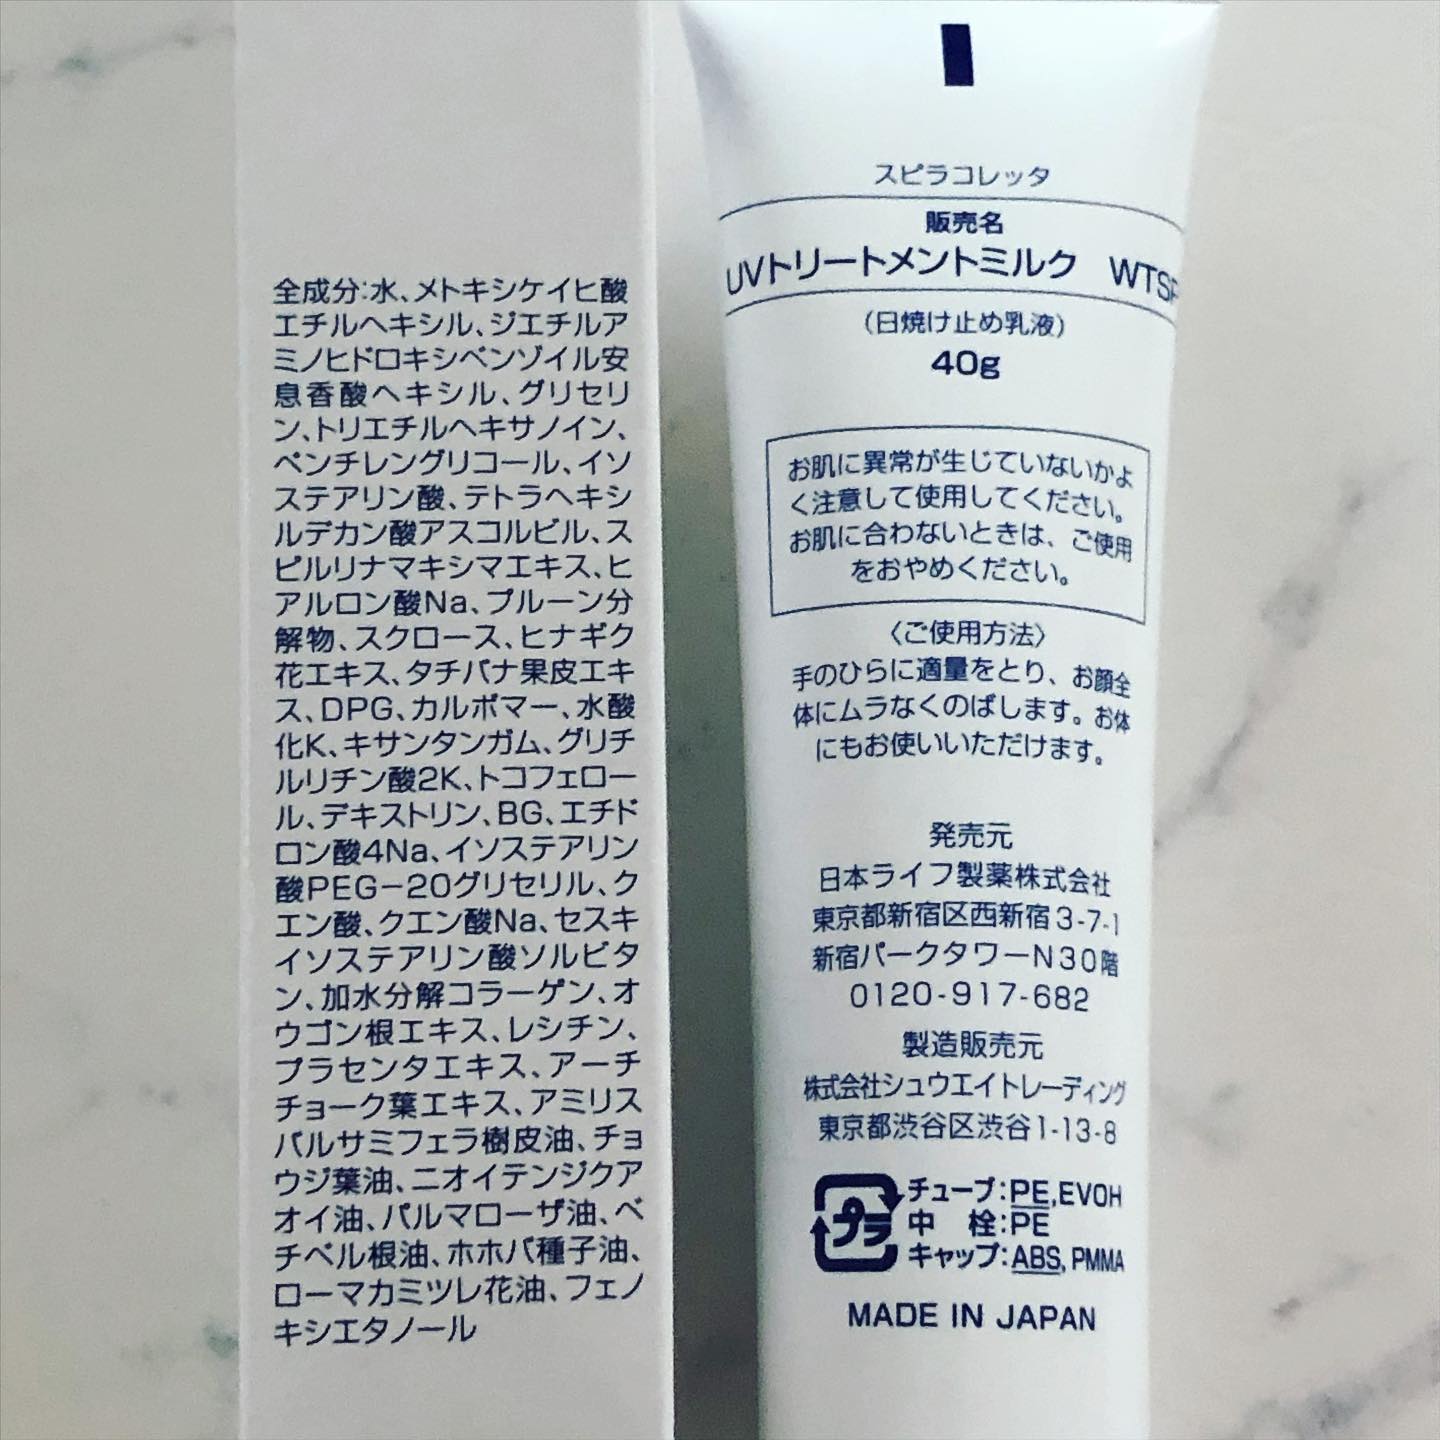 全成分:水、メトキシケイヒ酸
エチルヘキシル、ジエチルア
ミノヒドロキシベンゾイル安
息香酸ヘキシル、グリセリ
ン、トリエチルヘキサノイン、
ペンチレングリコール、イソ
ステアリン酸、テトラヘキシ
ルデカン酸アスコルビル、ス
ピルリナマキシマエキス、ヒ
アルロン酸Na、プルーン分
解物、スクロース、ヒナギク
花エキス、タチバナ果皮エキ
ス、DPG、カルボマー、水酸
化K、キサンタンガム、グリチ
ルリチン酸2K、トコフェロー
ル、デキストリン、BG、エチド
ロン酸4Na、イソステアリン
酸PEG-20グリセリル、ク
エン酸、クエン酸Na、セスキ
イソステアリン酸ソルビタ
ン、加水分解コラーゲン、オ
ウゴン根エキス、レシチン、
プラセンタエキス、アーチ
チョーク葉エキス、アミリス
バルサミフェラ樹皮油、チョ
ウジ葉油、ニオイテンジクア
オイ油、パルマローザ油、ベ
チベル根油、ホホバ種子油、
ローマカミツレ花油、フェノ
キシエタノール
スピラコレッタ
販売名
UVトリートメントミルク WTSP
(日焼け止め乳液)
40g
お肌に異常が生じていないかよ
く注意して使用してください。
お肌に合わないときは、ご使用
をおやめください。
〈ご使用方法〉
手のひらに適量をとり、お顔全
体にムラなくのばします。お体
にもお使いいただけます。
発売元
日本ライフ製薬株式会社
東京都新宿区西新宿3-7-1
新宿パークタワーN30階
0120-917-682
製造販売元
株式会社シュウエイトレーディング
東京都渋谷区渋谷1-13-8
プラ
チューブ:PE,EVOH
中 栓:PE
キャップ:ABS,PMMA
MADE IN JAPAN